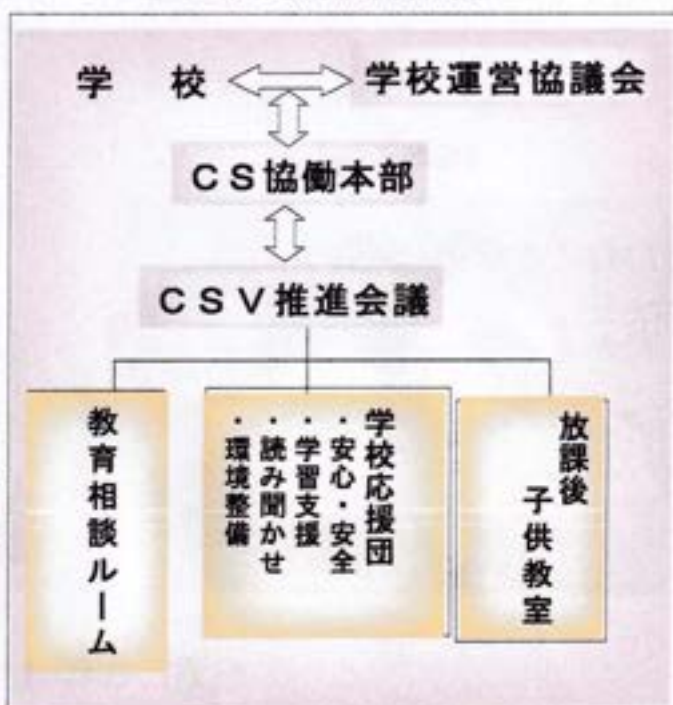 学校
学校運営協議会
CS協働本部
CSV推進会議
教育相談ルーム
学校応援団
・安心・安全
・学習支援
・読み聞かせ
・環境整備
放課後
子供教室